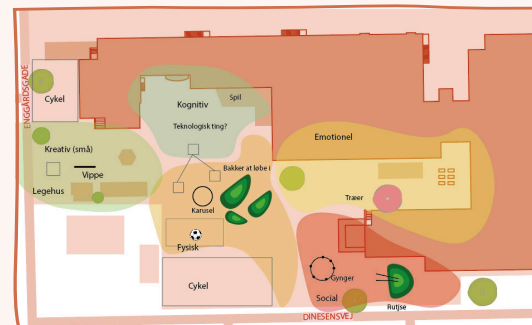 ENGGÅRDSGADE
Cykel
Kognitiv
Spil
Teknologisk ting?
Emotionel
Kreativ (små)
Vippe
Legehus
Bakker at løbe i
Karusel
Træer
Fysisk
Cykel
Gynger
Social
Rutjse
DINESENSVEJ